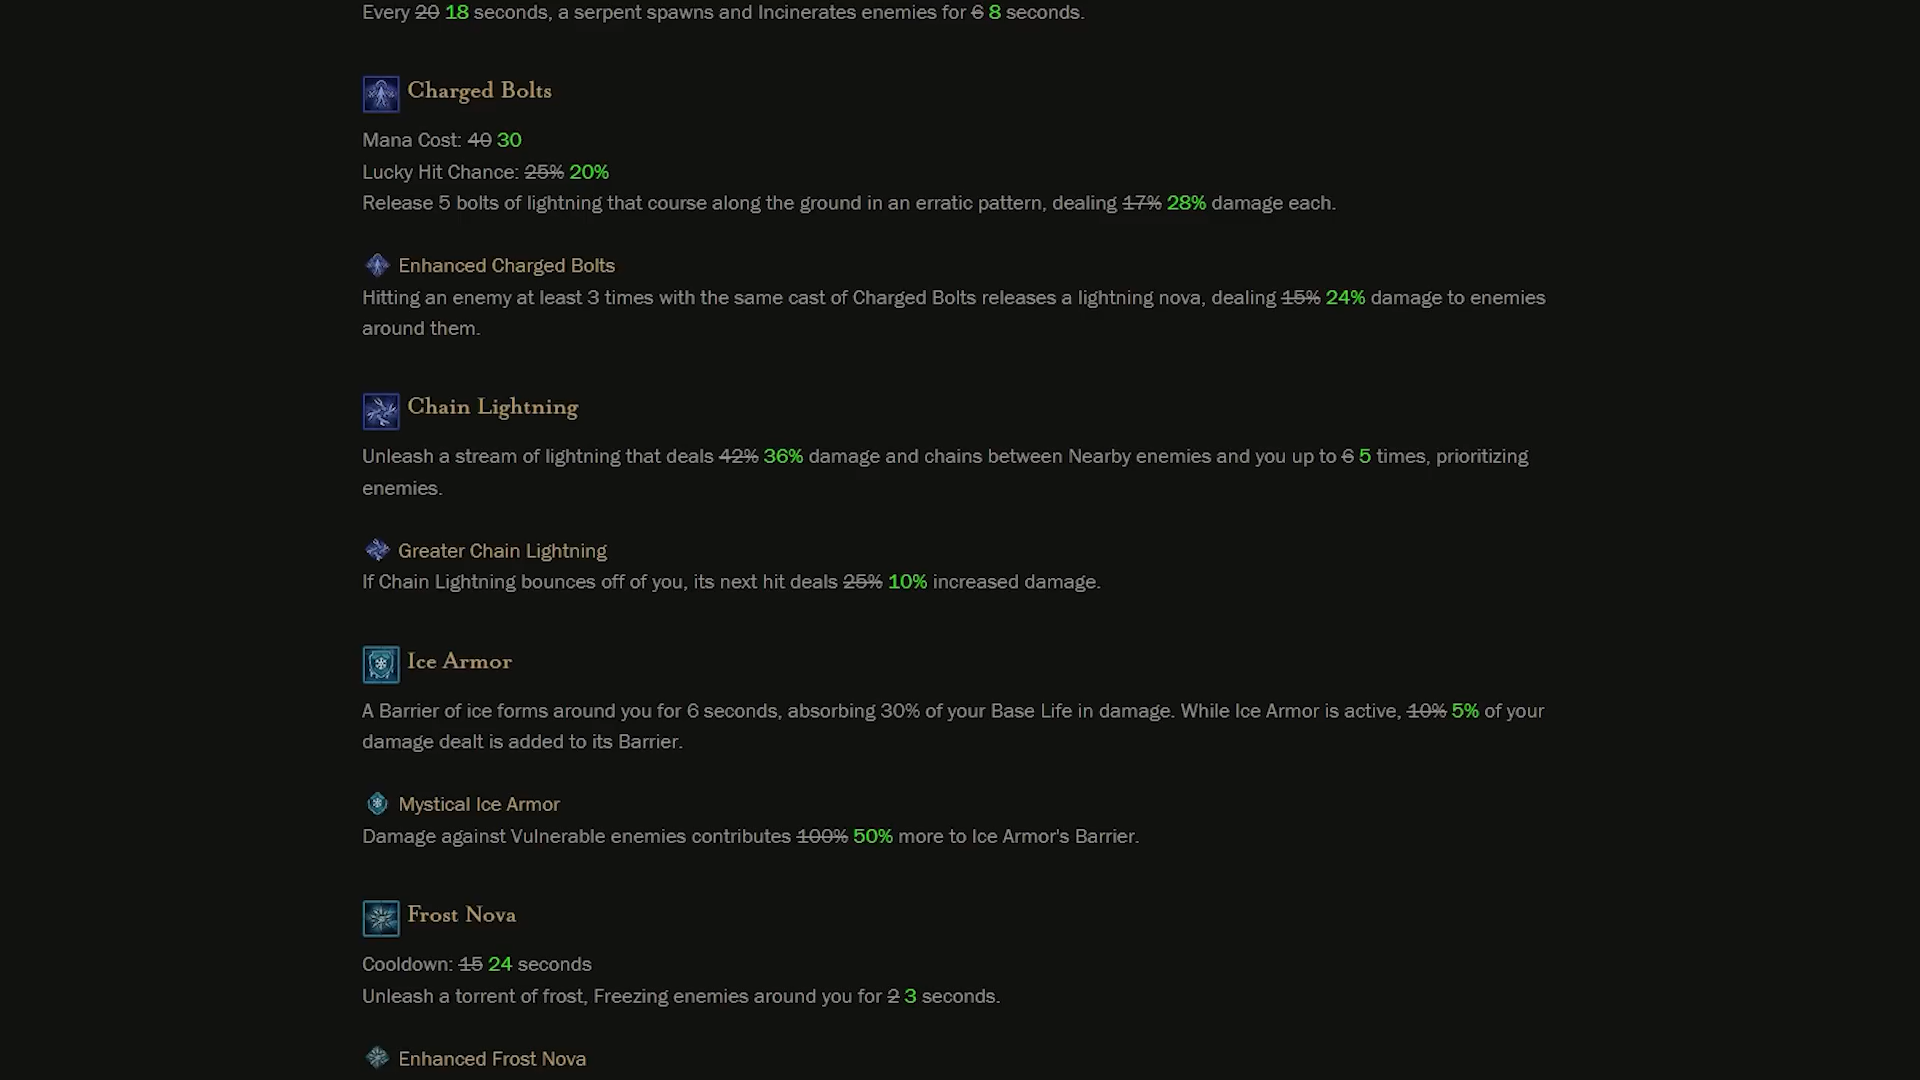 Every 20 18 seconds, a serpent spawns and Incinerates enemies for 6 8 seconds.
Charged Bolts
Mana Cost: 40 30
Lucky Hit Chance: 25% 20%
Release 5 bolts of lightning that course along the ground in an erratic pattern, dealing 17% 28% damage each.
Enhanced Charged Bolts
Hitting an enemy at least 3 times with the same cast of Charged Bolts releases a lightning nova, dealing 15% 24% damage to enemies
around them.
Chain Lightning
Unleash a stream of lightning that deals 42% 36% damage and chains between Nearby enemies and you up to 6 5 times, prioritizing
enemies.
Greater Chain Lightning
If Chain Lightning bounces off of you, its next hit deals 25% 10% increased damage.
Ice Armor
A Barrier of ice forms around you for 6 seconds, absorbing 30% of your Base Life in damage. While Ice Armor is active, 10% 5% of your
damage dealt is added to its Barrier.
Mystical Ice Armor
Damage against Vulnerable enemies contributes 100% 50% more to Ice Armor's Barrier.
Frost Nova
Cooldown: 15 24 seconds
Unleash a torrent of frost, Freezing enemies around you for 2 3 seconds.
Enhanced Frost Nova